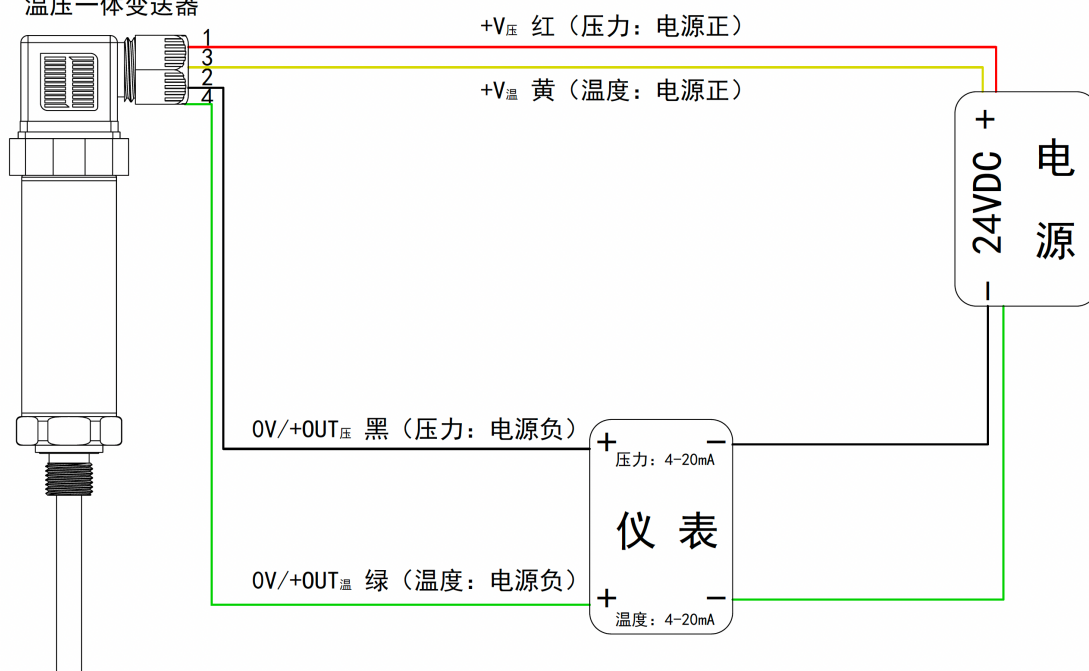 温压一体变送器
1
3
2
4
+V压 红（压力：电源正）
+V温 黄（温度：电源正）
+
24VDC
−
电源
0V/+OUT压 黑（压力：电源负）
+ −
压力：4-20mA
仪表
0V/+OUT温 绿（温度：电源负）
+ −
温度：4-20mA